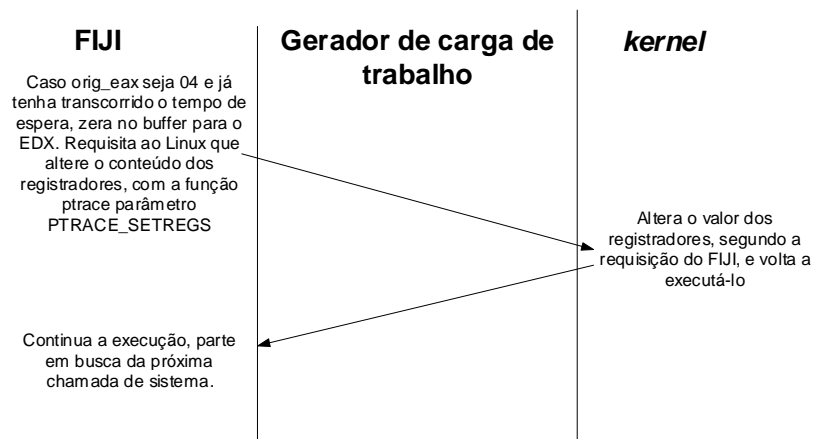 FIJI
Gerador de carga de
trabalho
kernel
Caso orig_eax seja 04 e já
tenha transcorrido o tempo de
espera, zera no buffer para o
EDX. Requisita ao Linux que
altere o conteúdo dos
registradores, com a função
ptrace parâmetro
PTRACE_SETREGS
Altera o valor dos
registradores, segundo a
requisição do FIJI, e volta a
executá-lo
Continua a execução, parte
em busca da próxima
chamada de sistema.